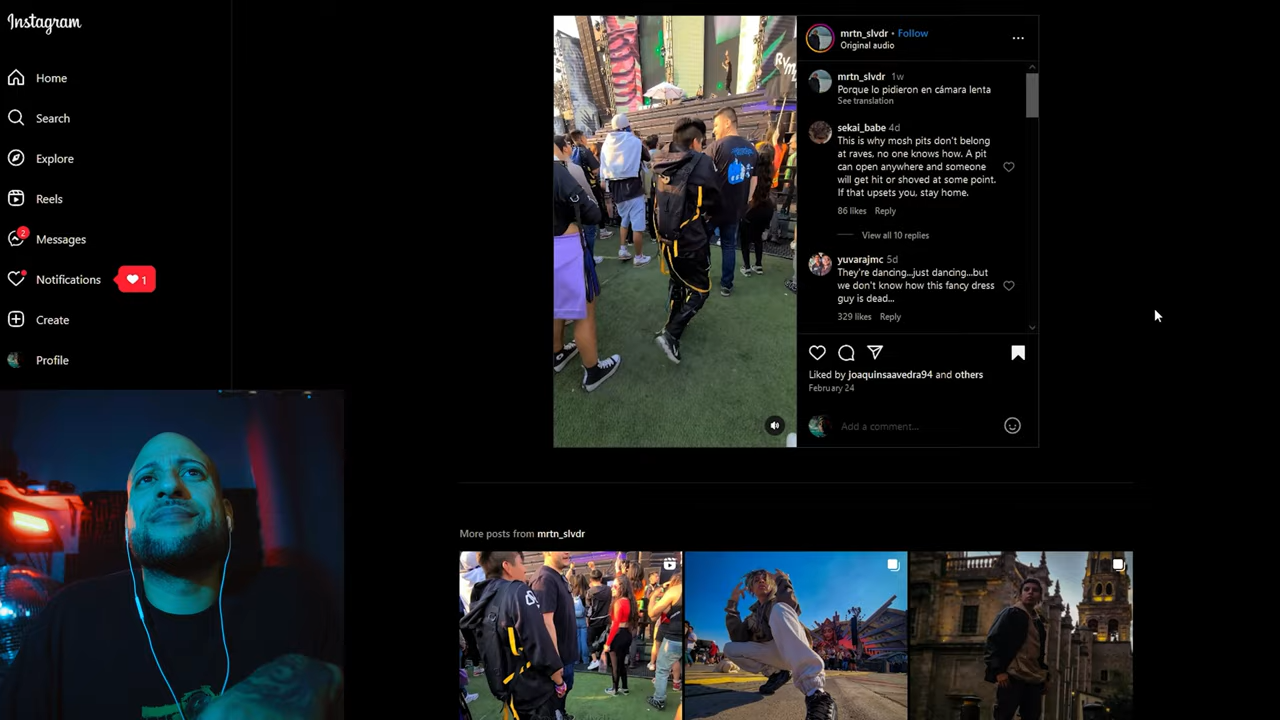 Instagram
Home
Search
Explore
Reels
2
Messages
Notifications
1
Create
Profile
mrtn_slvdr • Follow
Original audio
mrtn_slvdr 1w
Porque lo pidieron en cámara lenta
See translation
sekai_babe 4d
This is why mosh pits don't belong
at raves, no one knows how. A pit
can open anywhere and someone
will get hit or shoved at some point.
If that upsets you, stay home.
86 likes Reply
View all 10 replies
yuvarajmc 5d
They're dancing...just dancing...but
we don't know how this fancy dress
guy is dead...
329 likes Reply
Liked by joaquinsaavedra94 and others
February 24
Add a comment...
More posts from mrtn_slvdr